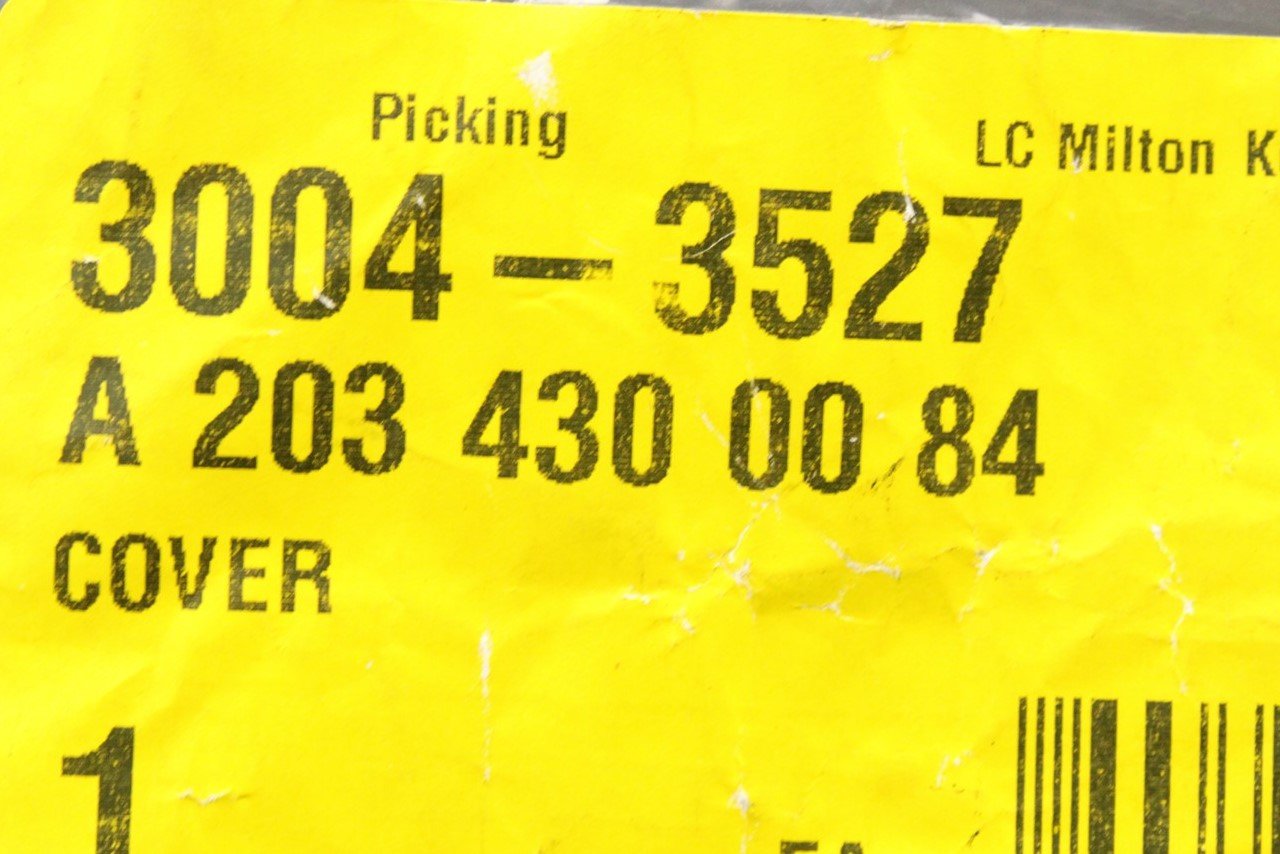 Picking
LC Milton
3004 – 3527
A 203 430 00 84
COVER
1